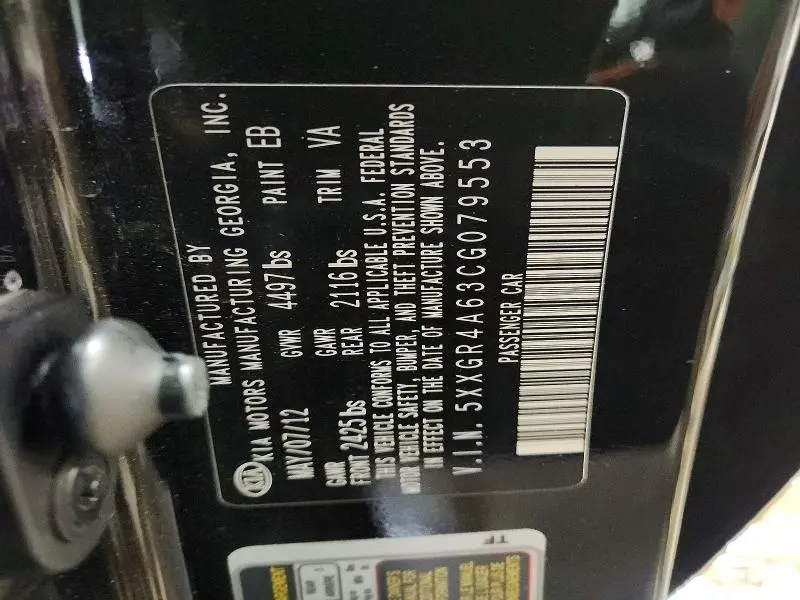 MANUFACTURED BY
KIA KIA MOTORS MANUFACTURING GEORGIA, INC.
MAY/07/12 GVWR 4497lbs PAINT EB
GAWR FRONT 2425lbs GAWR REAR 2116lbs TRIM VA
THIS VEHICLE CONFORMS TO ALL APPLICABLE U.S.A. FEDERAL
MOTOR VEHICLE SAFETY, BUMPER, AND THEFT PREVENTION STANDARDS
IN EFFECT ON THE DATE OF MANUFACTURE SHOWN ABOVE.
V.I.N. 5XXGR4A63CG079553
PASSENGER CAR
TF